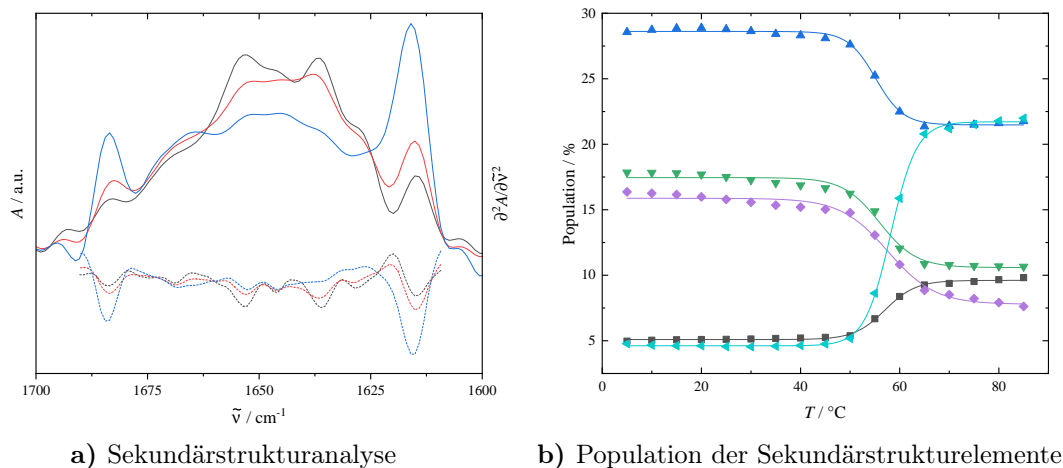 A / a.u.
∂²A/∂ṽ²
1700
1675
1650
1625
1600
ṽ / cm⁻¹
a) Sekundärstrukturanalyse
Population / %
30
25
20
15
10
5
0
20
40
60
80
T / °C
b) Population der Sekundärstrukturelemente